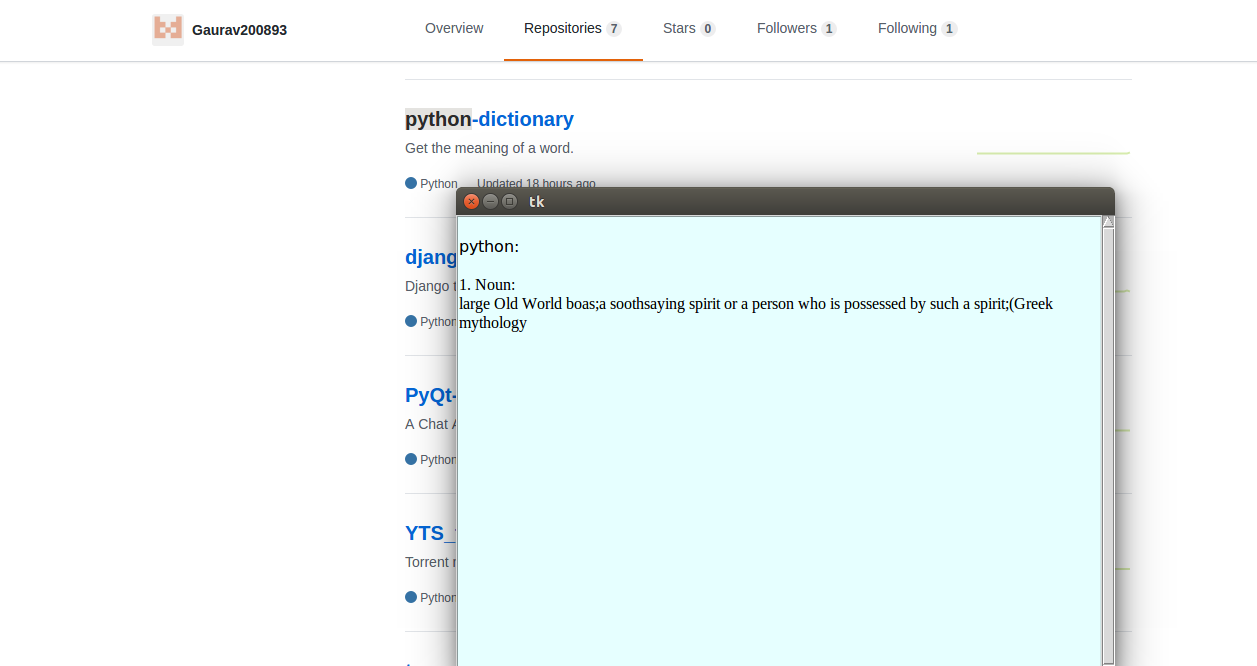 Gaurav200893
Overview Repositories 7 Stars 0 Followers 1 Following 1
python-dictionary
Get the meaning of a word.
Python Updated 18 hours ago
tk
python:
1. Noun:
large Old World boas;a soothsaying spirit or a person who is possessed by such a spirit;(Greek
mythology
djang
Django
Python
PyQt-
A Chat
Python
YTS_
Torrent
Python